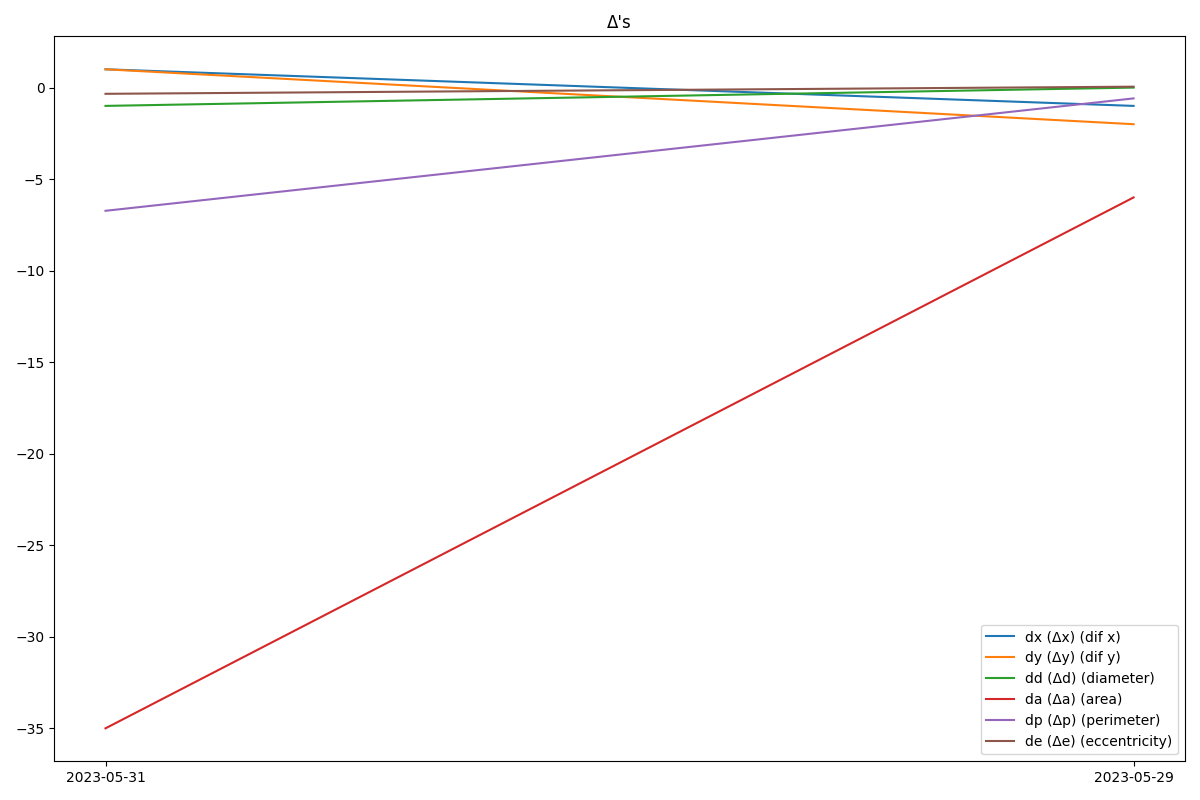 Δ's
0
−5
−10
−15
−20
−25
−30
−35
dx (Δx) (dif x)
dy (Δy) (dif y)
dd (Δd) (diameter)
da (Δa) (area)
dp (Δp) (perimeter)
de (Δe) (eccentricity)
2023-05-31 2023-05-29